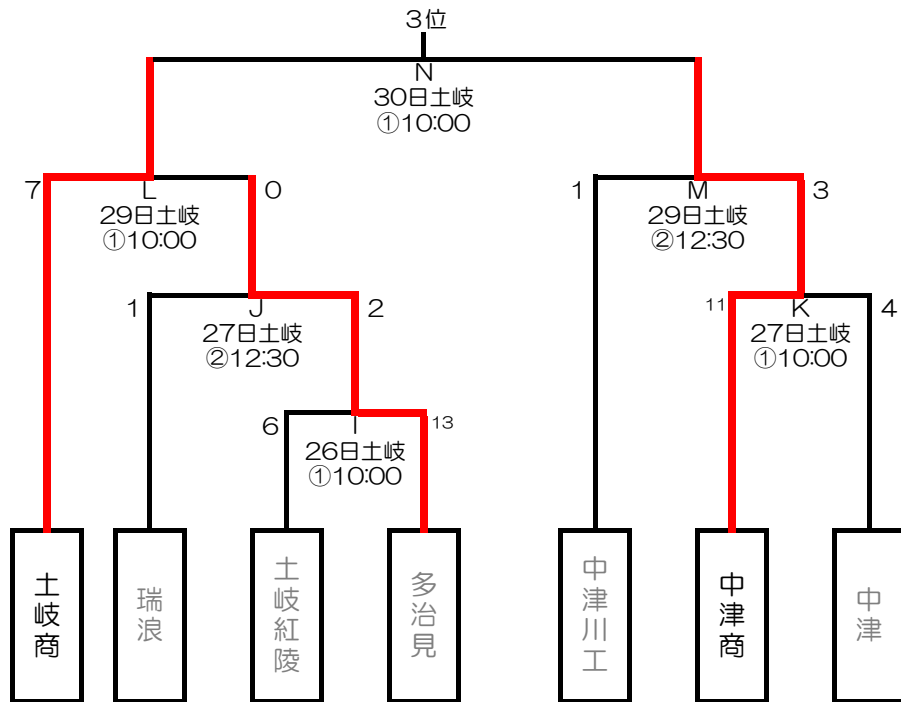 3位
N
30日土岐
①10:00
7
L
0
29日土岐
①10:00
1
M
3
29日土岐
②12:30
1
J
2
27日土岐
②12:30
11
K
4
27日土岐
①10:00
6
I
13
26日土岐
①10:00
土岐商
瑞浪
土岐紅陵
多治見
中津川工
中津商
中津